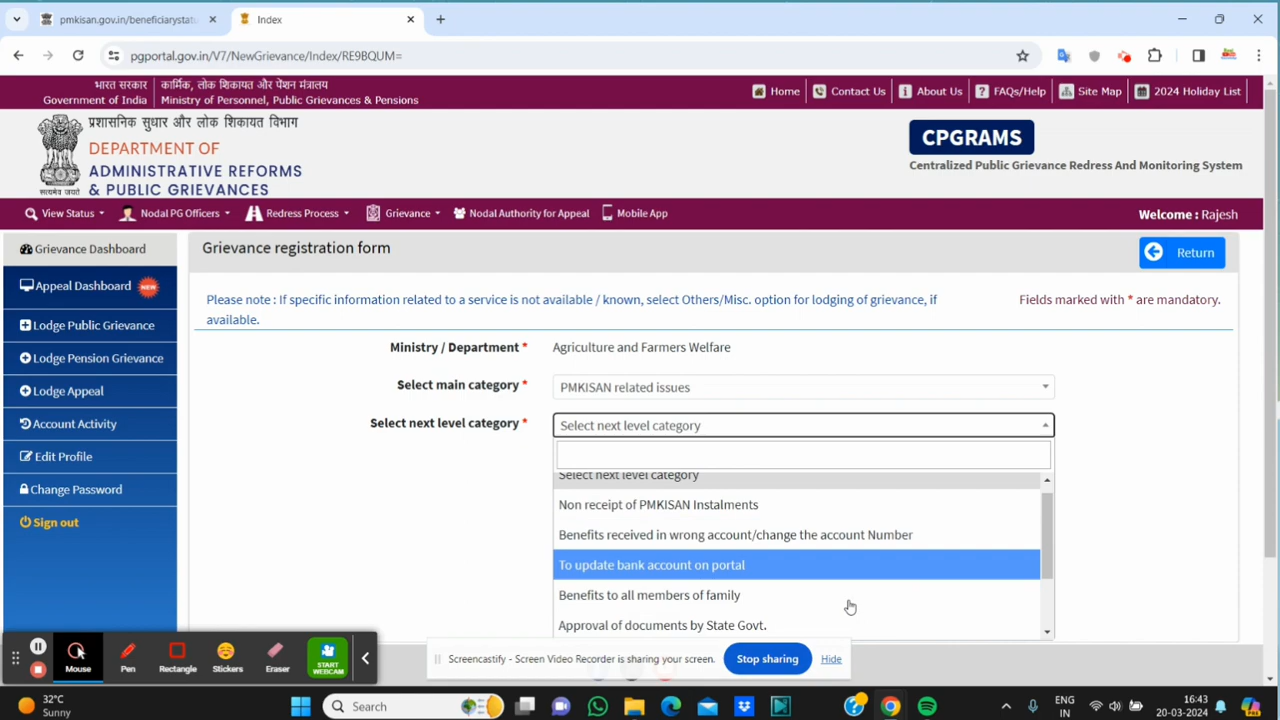 pmkisan.gov.in/beneficiarystatu
Index
pgportal.gov.in/V7/NewGrievance/Index/RE9BQUM=
भारत सरकार
Government of India
कार्मिक, लोक शिकायत और पेंशन मंत्रालय
Ministry of Personnel, Public Grievances & Pensions
Home
Contact Us
About Us
FAQs/Help
Site Map
2024 Holiday List
प्रशासनिक सुधार और लोक शिकायत विभाग
DEPARTMENT OF
ADMINISTRATIVE REFORMS
& PUBLIC GRIEVANCES
सत्यमेव जयते
CPGRAMS
Centralized Public Grievance Redress And Monitoring System
View Status
Nodal PG Officers
Redress Process
Grievance
Nodal Authority for Appeal
Mobile App
Welcome : Rajesh
Grievance Dashboard
Appeal Dashboard NEW
Lodge Public Grievance
Lodge Pension Grievance
Lodge Appeal
Account Activity
Edit Profile
Change Password
Sign out
Grievance registration form
Return
Please note : If specific information related to a service is not available / known, select Others/Misc. option for lodging of grievance, if
available.
Fields marked with * are mandatory.
Ministry / Department * Agriculture and Farmers Welfare
Select main category * PMKISAN related issues
Select next level category * Select next level category
Select next level category
Non receipt of PMKISAN Instalments
Benefits received in wrong account/change the account Number
To update bank account on portal
Benefits to all members of family
Approval of documents by State Govt.
Mouse
Pen
Rectangle
Stickers
Eraser
START
WEBCAM
Screencastify - Screen Video Recorder is sharing your screen.
Stop sharing
Hide
32°C
Sunny
Search
ENG
IN
16:43
20-03-2024